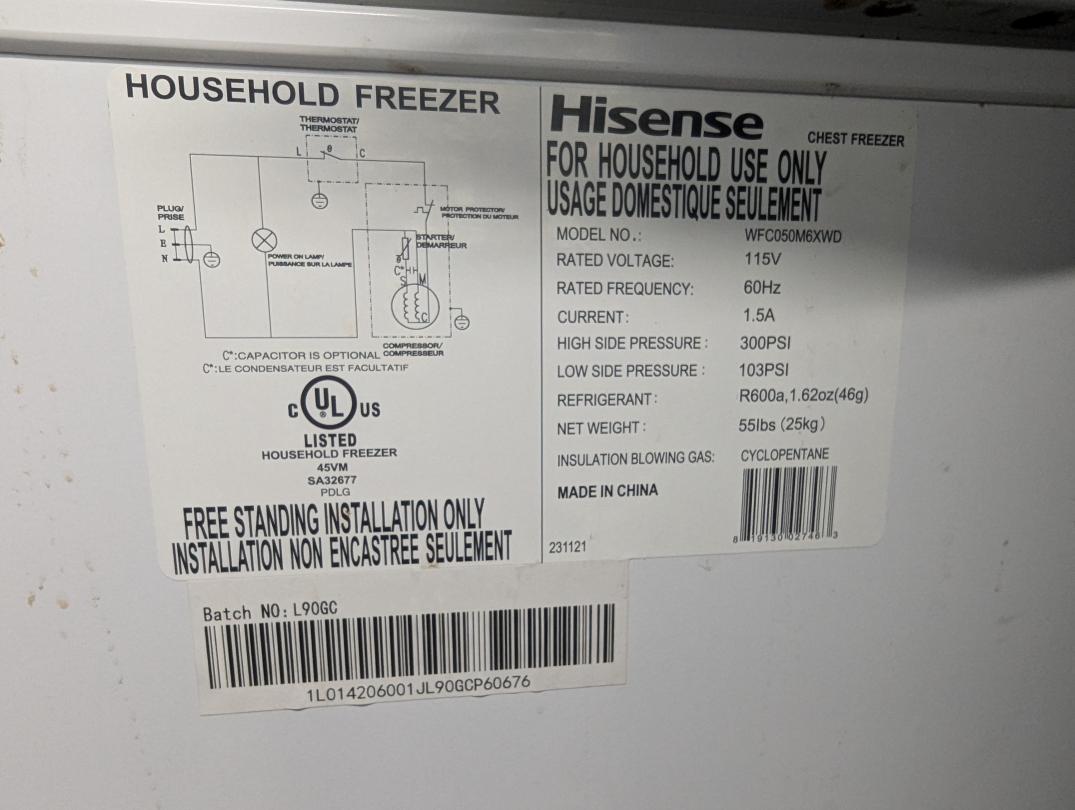 HOUSEHOLD FREEZER
THERMOSTAT/
THERMOSTAT
L
θ
C
PLUG/
PRISE
L
E
N
POWER ON LAMP/
PUISSANCE SUR LA LAMPE
MOTOR PROTECTOR/
PROTECTION DU MOTEUR
STARTER/
DEMARREUR
θ
C*
S
M
C
COMPRESSOR/
COMPRESSEUR
C*:CAPACITOR IS OPTIONAL
C*:LE CONDENSATEUR EST FACULTATIF
C UL ® US
LISTED
HOUSEHOLD FREEZER
45VM
SA32677
PDLG
FREE STANDING INSTALLATION ONLY
INSTALLATION NON ENCASTREE SEULEMENT
Hisense
CHEST FREEZER
FOR HOUSEHOLD USE ONLY
USAGE DOMESTIQUE SEULEMENT
MODEL NO.: WFC050M6XWD
RATED VOLTAGE: 115V
RATED FREQUENCY: 60Hz
CURRENT: 1.5A
HIGH SIDE PRESSURE: 300PSI
LOW SIDE PRESSURE: 103PSI
REFRIGERANT: R600a,1.62oz(46g)
NET WEIGHT: 55lbs (25kg)
INSULATION BLOWING GAS: CYCLOPENTANE
MADE IN CHINA
231121
Batch NO: L90GC
1L014206001JL90GCP60676